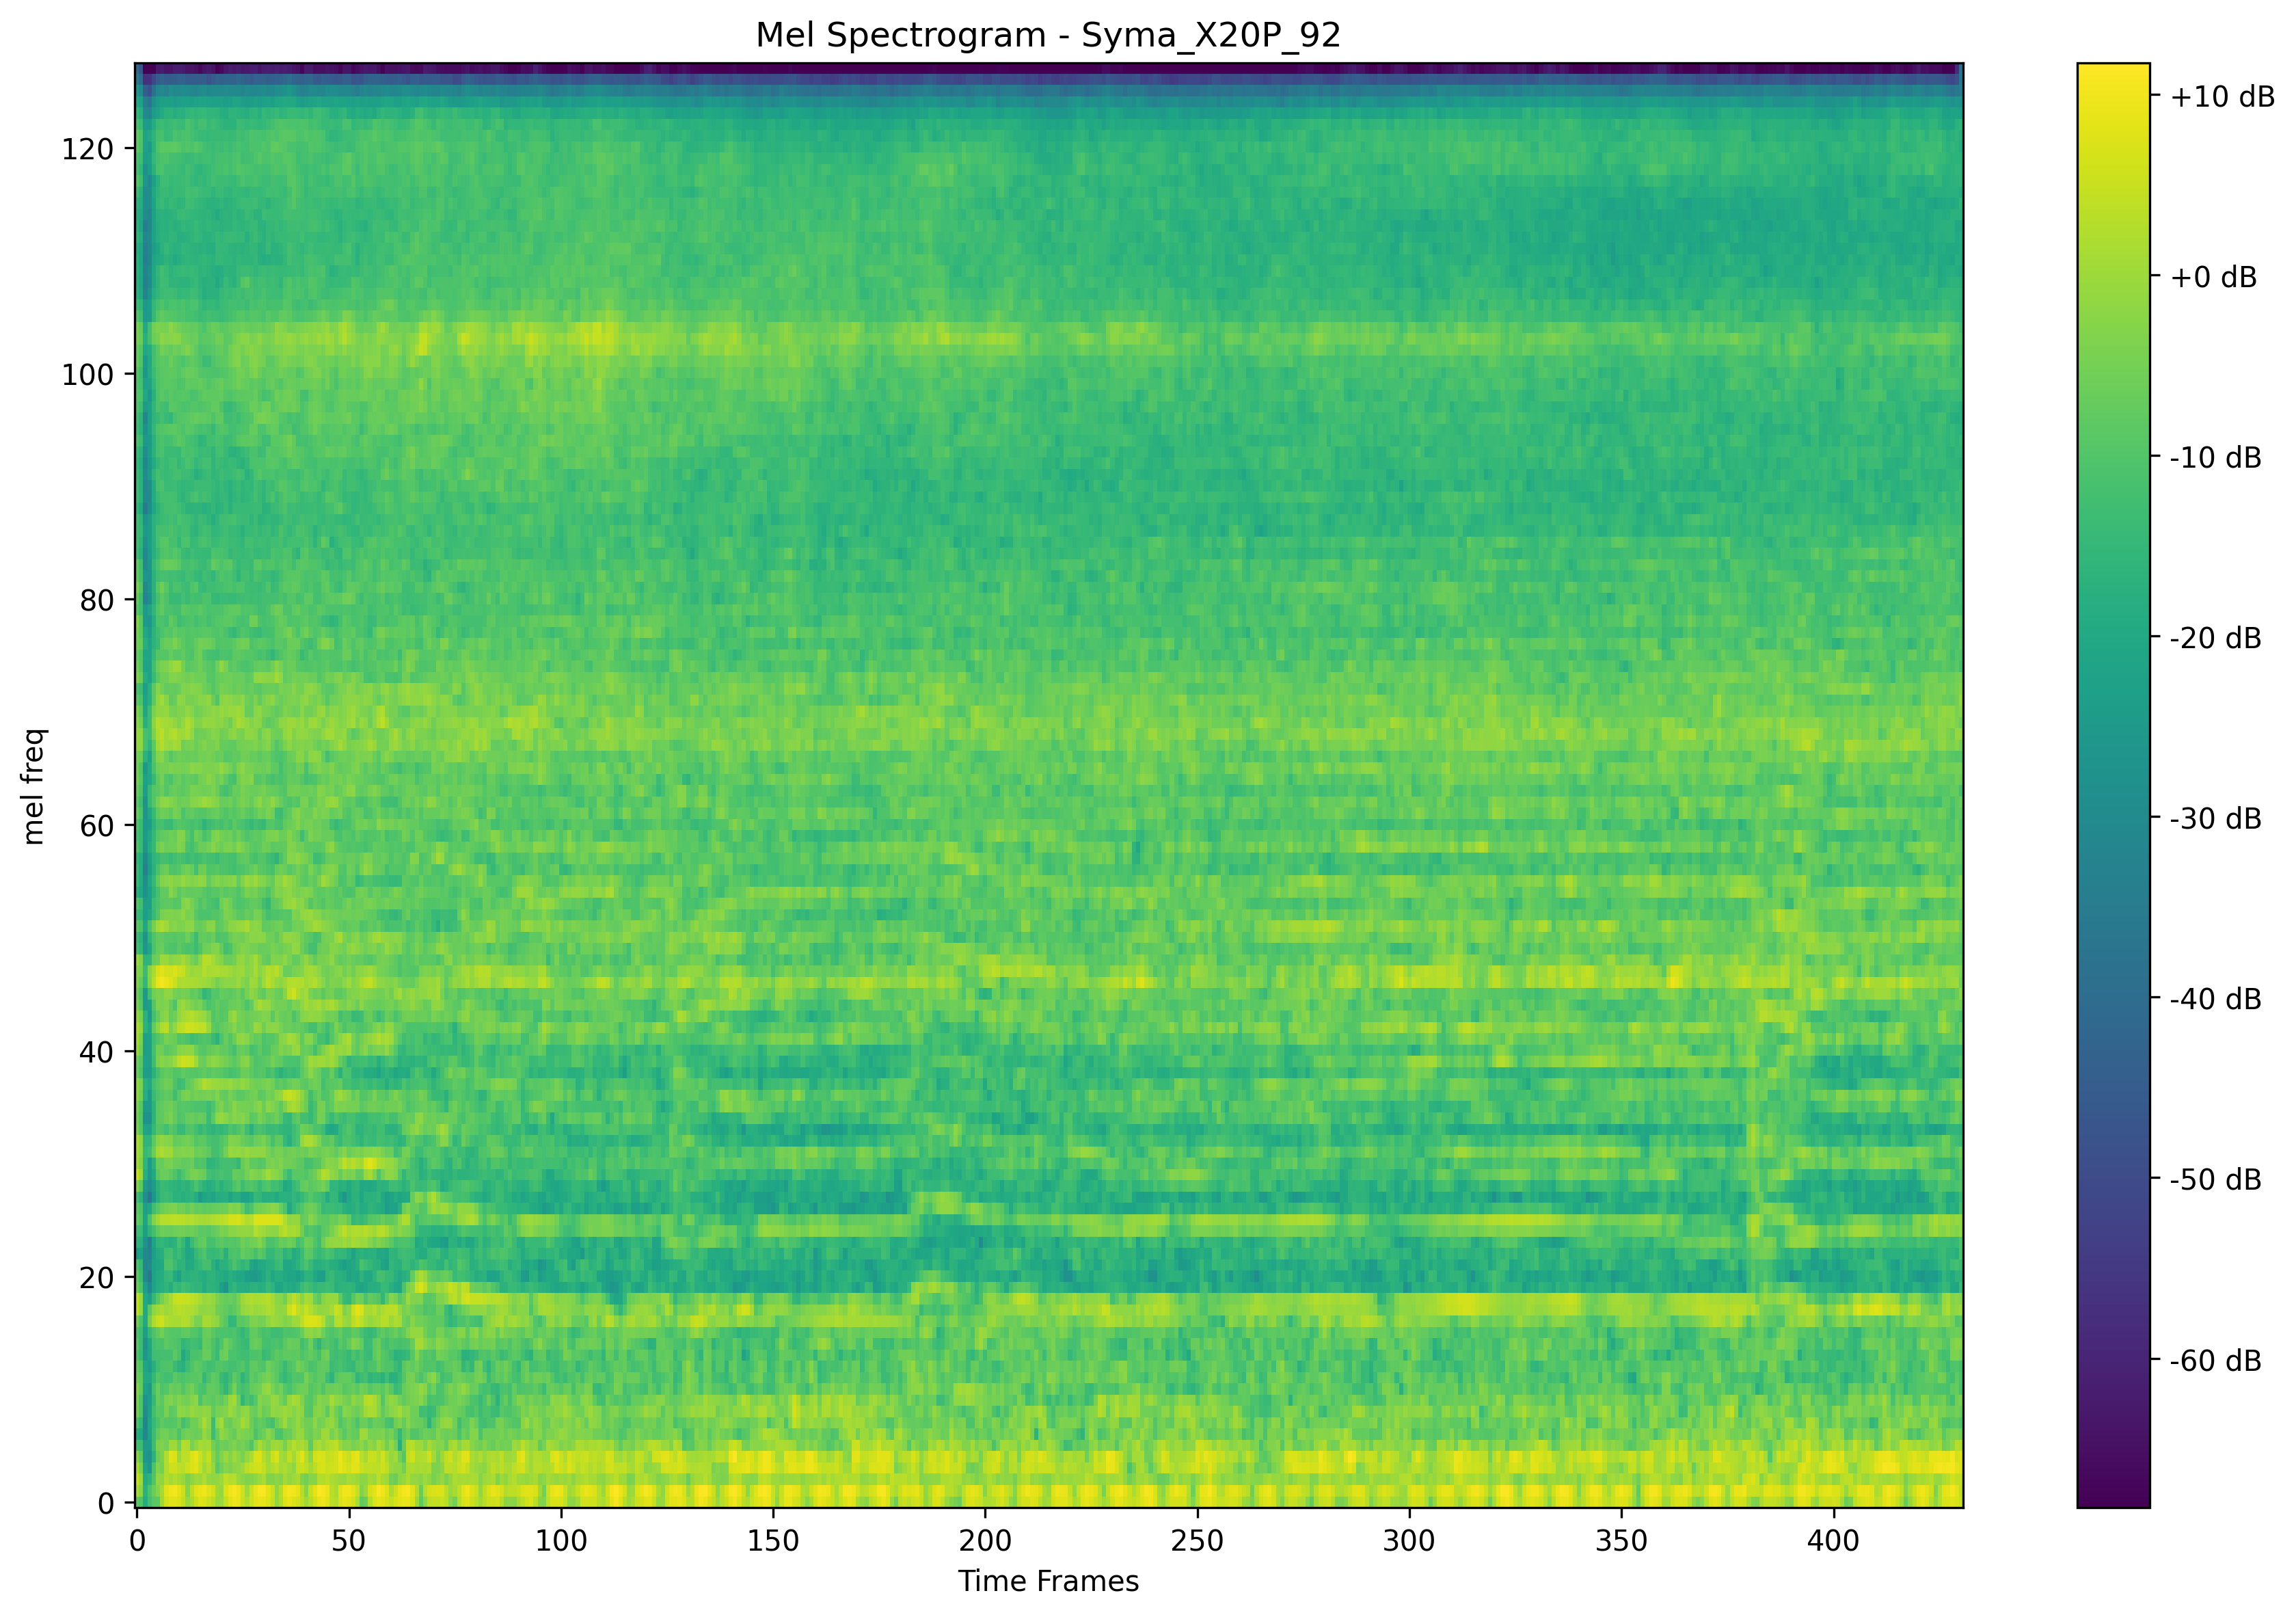 Mel Spectrogram - Syma_X20P_92
mel freq
120
100
80
60
40
20
0
0 50 100 150 200 250 300 350 400
Time Frames
+10 dB
+0 dB
-10 dB
-20 dB
-30 dB
-40 dB
-50 dB
-60 dB